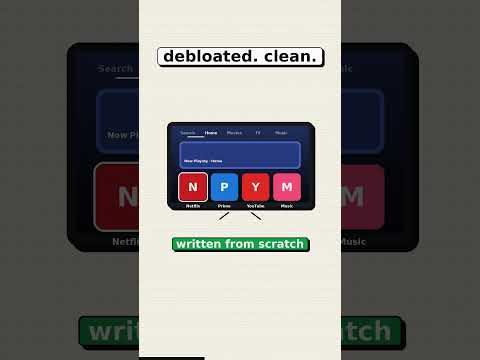 debloated. clean.
Search Home Movies TV Music
Now Playing · Home
N P Y M
Netflix Prime YouTube Music
written from scratch